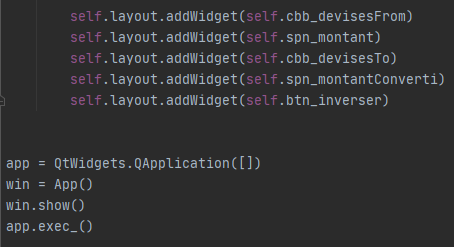 self.layout.addWidget(self.cbb_devisesFrom)
self.layout.addWidget(self.spn_montant)
self.layout.addWidget(self.cbb_devisesTo)
self.layout.addWidget(self.spn_montantConverti)
self.layout.addWidget(self.btn_inverser)
app = QtWidgets.QApplication([])
win = App()
win.show()
app.exec_()